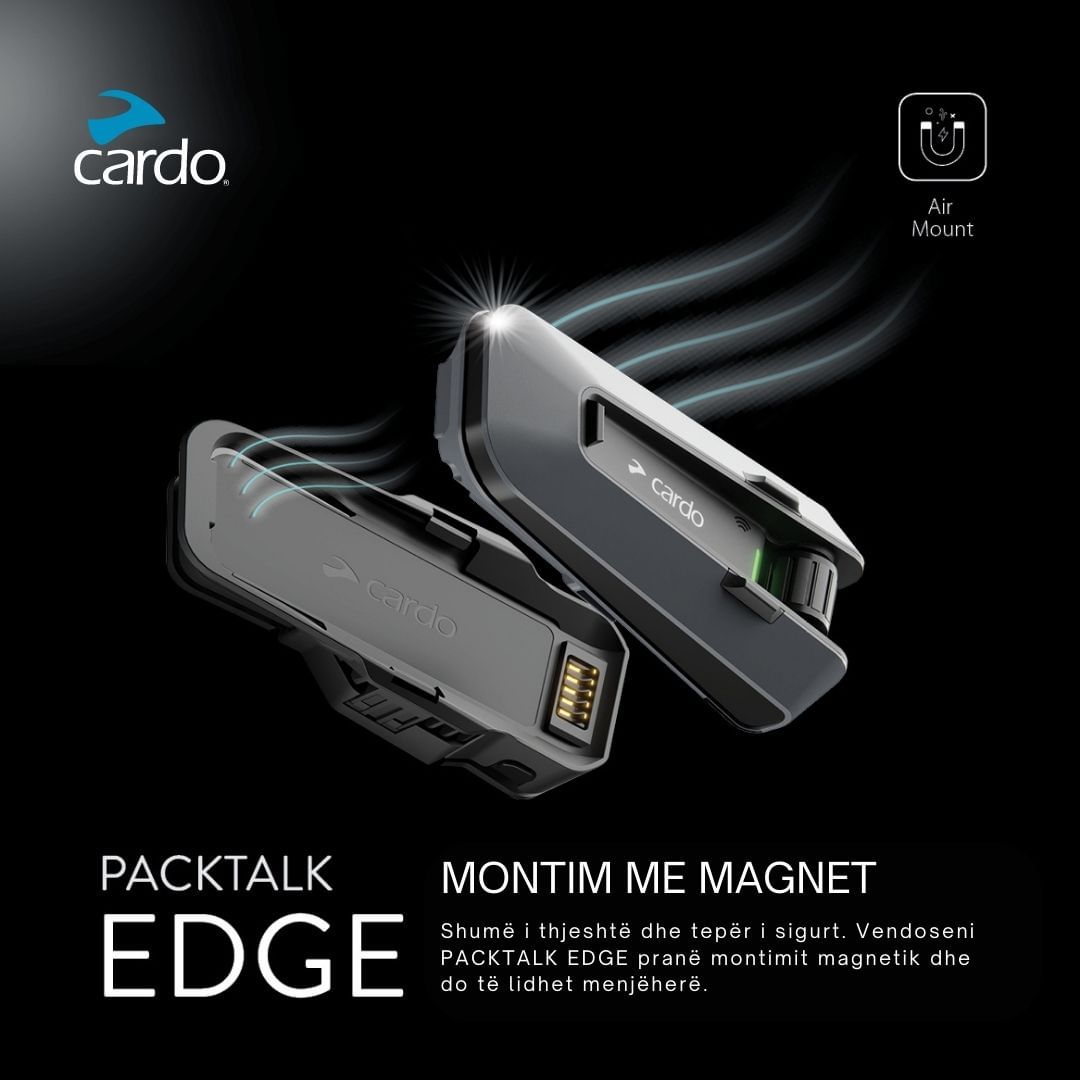 cardo
Air
Mount
cardo
cardo
PACKTALK
EDGE
MONTIM ME MAGNET
Shumë i thjeshtë dhe tepër i sigurt. Vendoseni
PACKTALK EDGE pranë montimit magnetik dhe
do të lidhet menjëherë.